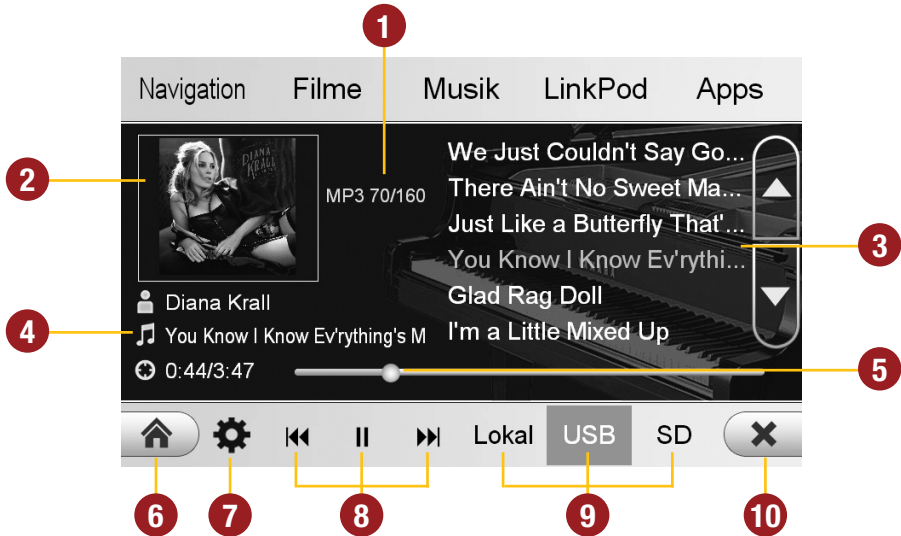 1
Navigation Filme Musik LinkPod Apps
2
DIANA KRALL
MP3 70/160
We Just Couldn't Say Go...
There Ain't No Sweet Ma...
Just Like a Butterfly That'...
You Know I Know Ev'rythi...
Glad Rag Doll
I'm a Little Mixed Up
3
Diana Krall
4
You Know I Know Ev'rything's M
0:44/3:47
5
Lokal USB SD
6 7 8 9 10